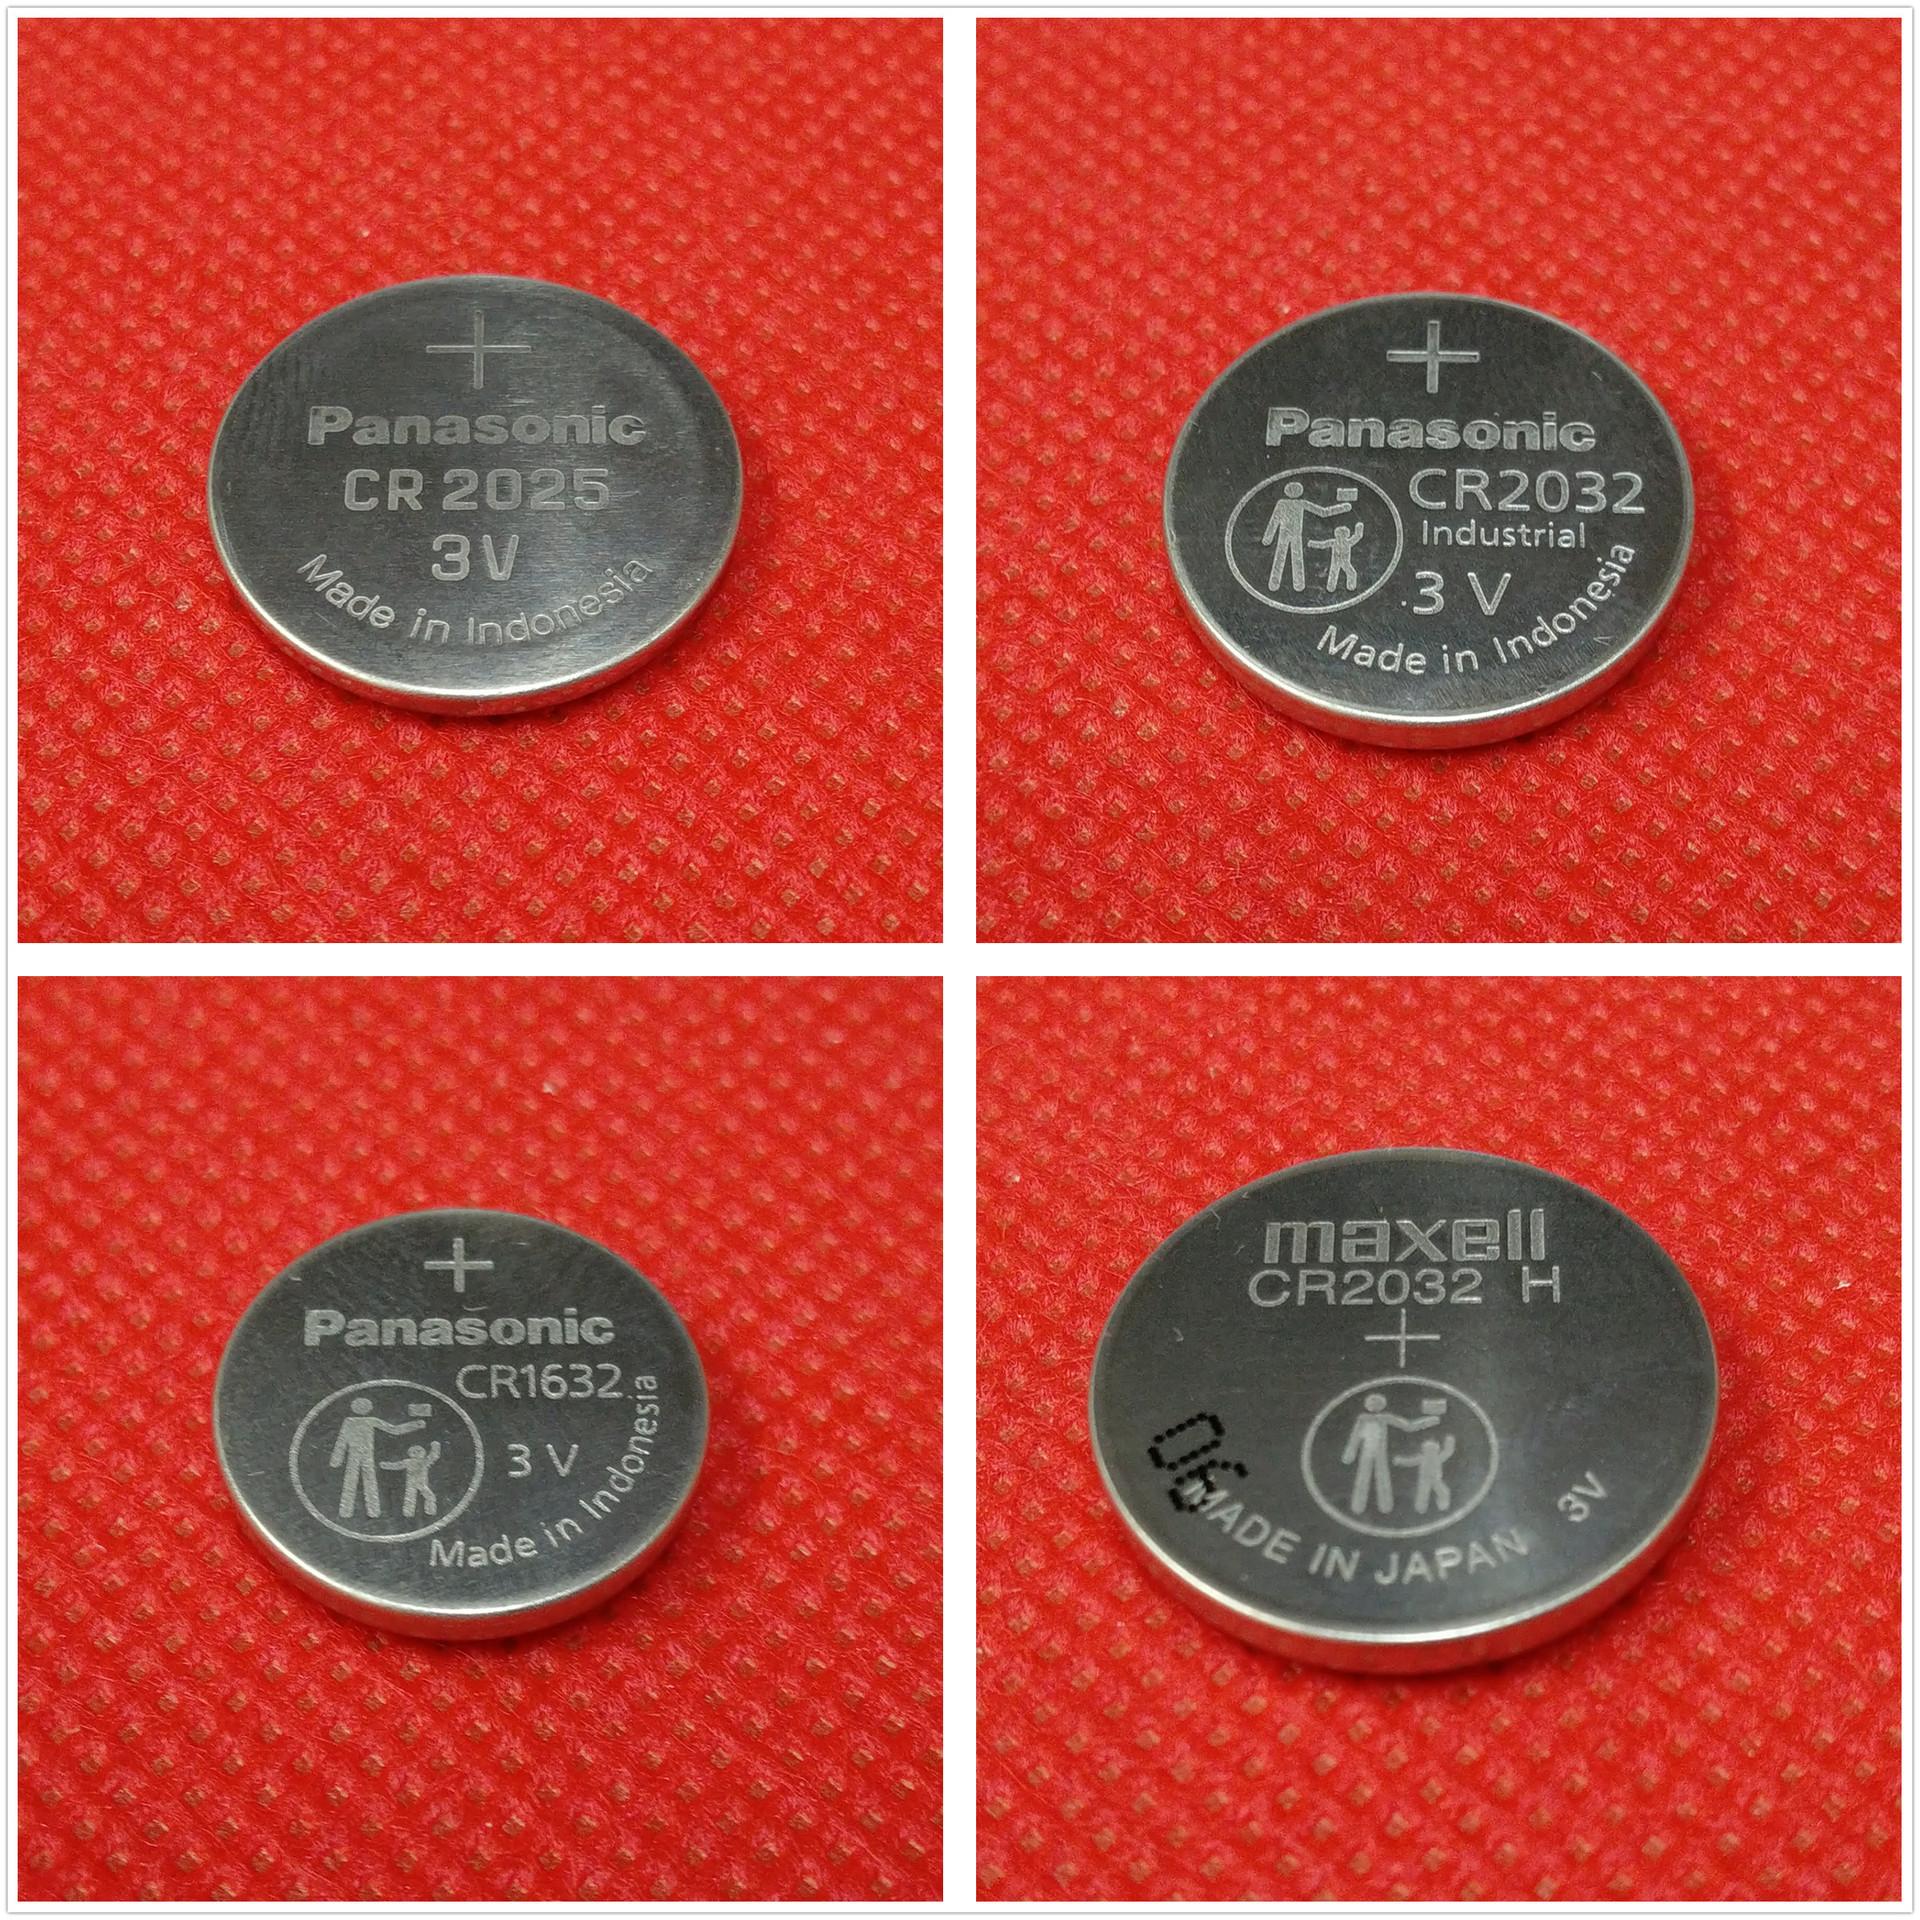 +
Panasonic
CR 2025
3V
Made in Indonesia
+
Panasonic
CR2032
Industrial
3 V
Made in Indonesia
+
Panasonic
CR1632
3 V
Made in Indonesia
maxell
CR2032 H
+
06
MADE IN JAPAN 3V